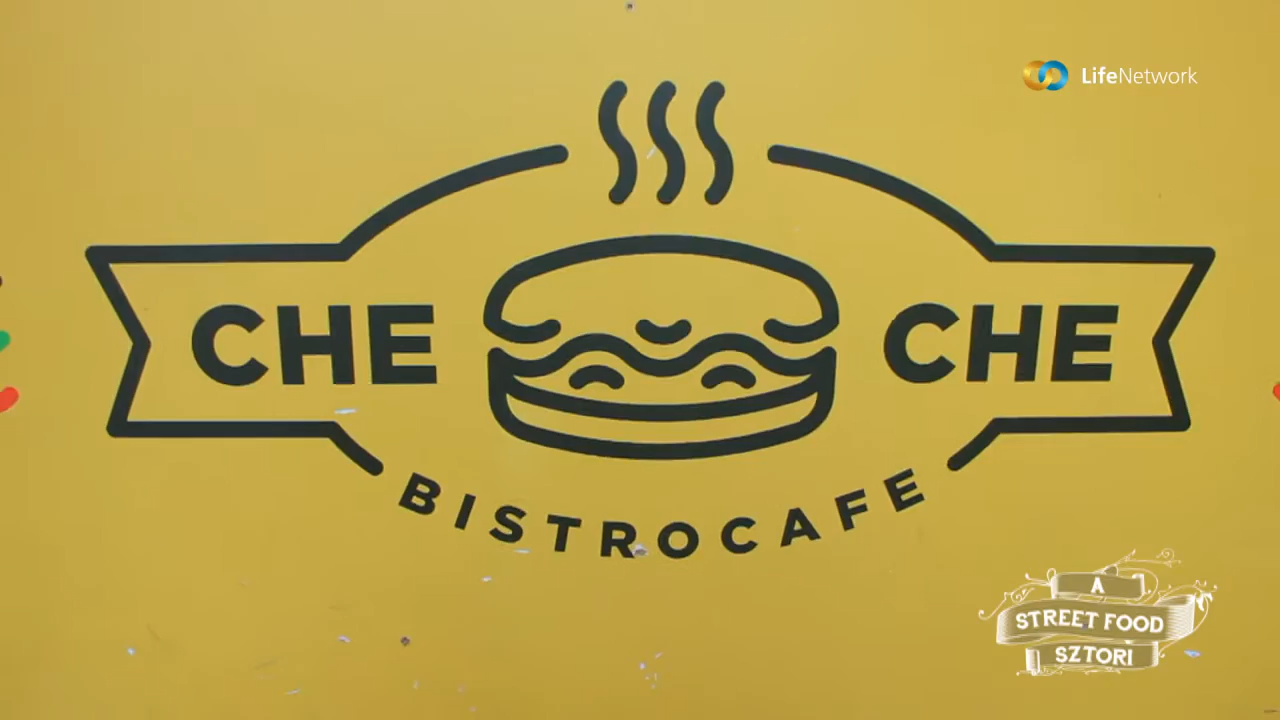 LifeNetwork
CHE CHE
BISTROCAFE
A
STREET FOOD
SZTORI